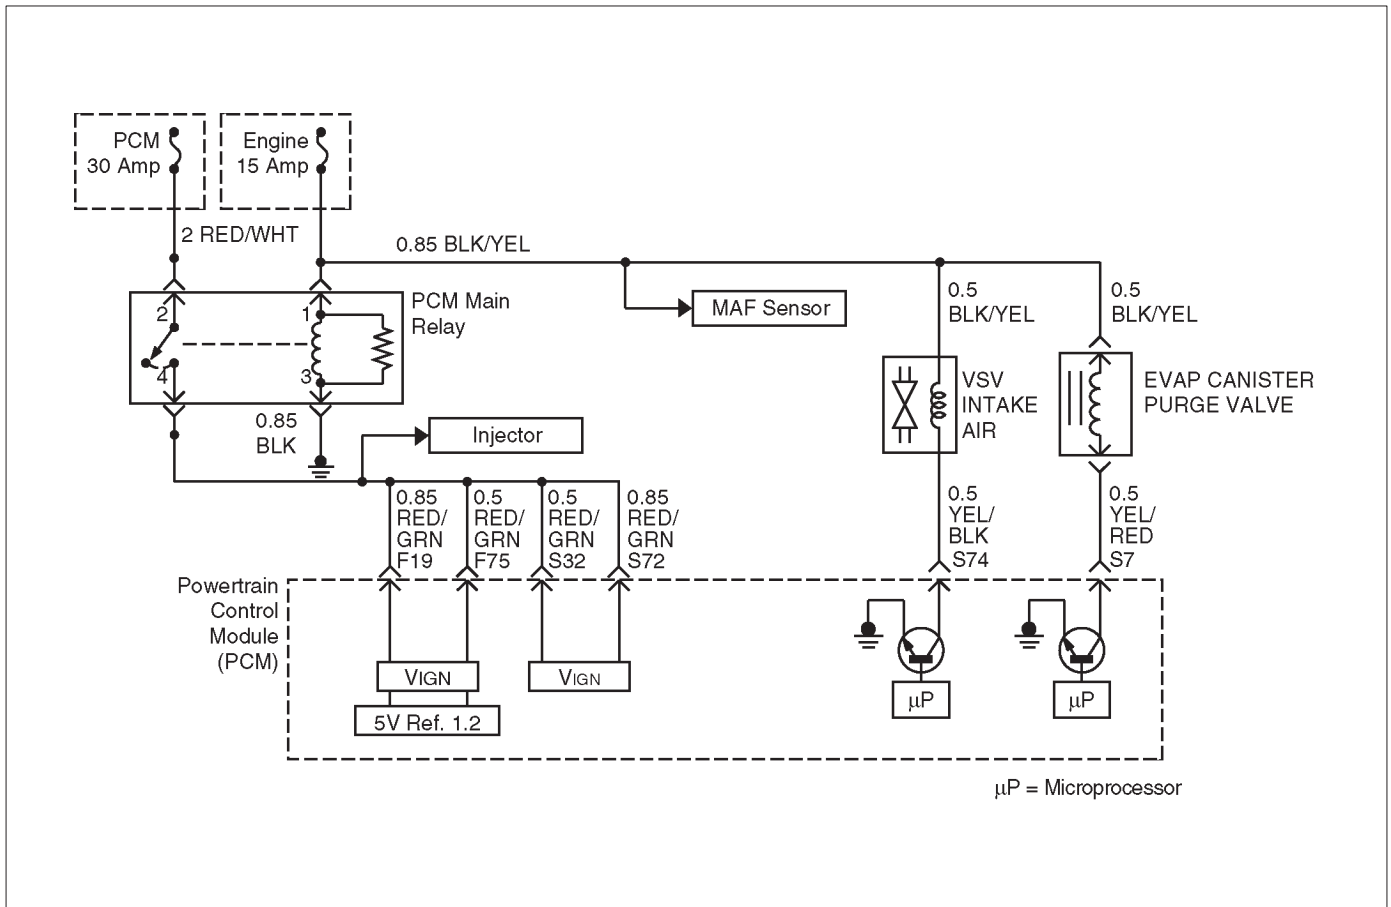 PCM
30 Amp
Engine
15 Amp
2 RED/WHT
0.85 BLK/YEL
PCM Main
Relay
2
1
4
3
MAF Sensor
0.5
BLK/YEL
0.5
BLK/YEL
VSV
INTAKE
AIR
EVAP CANISTER
PURGE VALVE
0.85
BLK
Injector
0.85
RED/
GRN
F19
0.5
RED/
GRN
F75
0.5
RED/
GRN
S32
0.85
RED/
GRN
S72
0.5
YEL/
BLK
S74
0.5
YEL/
RED
S7
Powertrain
Control
Module
(PCM)
VIGN
5V Ref. 1.2
VIGN
μP
μP
μP = Microprocessor